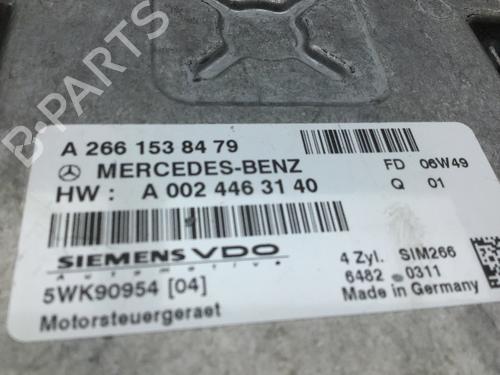 B-PARTS
A 266 153 84 79
MERCEDES-BENZ
FD 06W49
HW : A 002 446 31 40
Q 01
SIEMENS VDO
Automotive
4 Zyl. SIM266
5WK90954 [04]
6482 0311
Motorsteuergeraet
Made in Germany